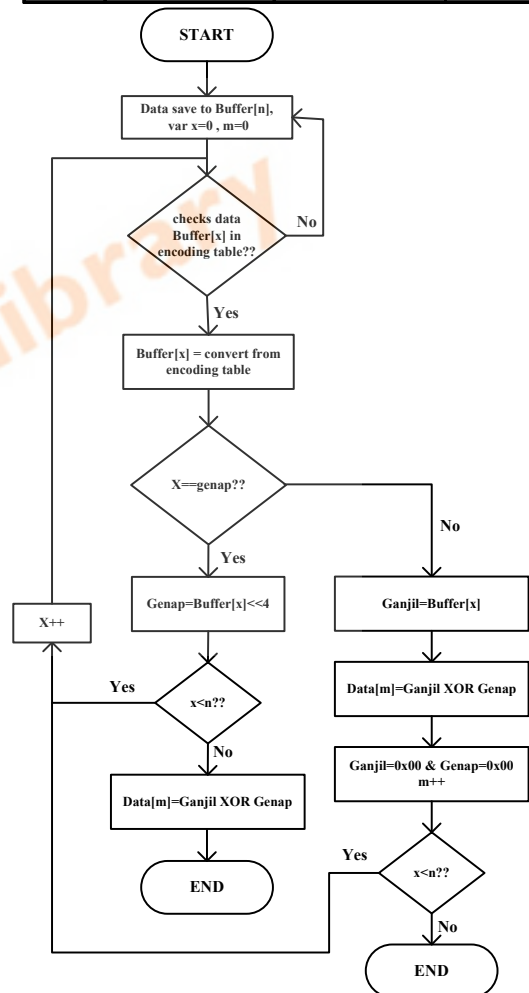 START
Data save to Buffer[n],
var x=0 , m=0
checks data
Buffer[x] in
encoding table??
No
Yes
Buffer[x] = convert from
encoding table
X==genap??
No
Yes
Genap=Buffer[x]<<4
Ganjil=Buffer[x]
X++
Yes
x<n??
Data[m]=Ganjil XOR Genap
No
Data[m]=Ganjil XOR Genap
Ganjil=0x00 & Genap=0x00
m++
END
Yes
x<n??
No
END
library